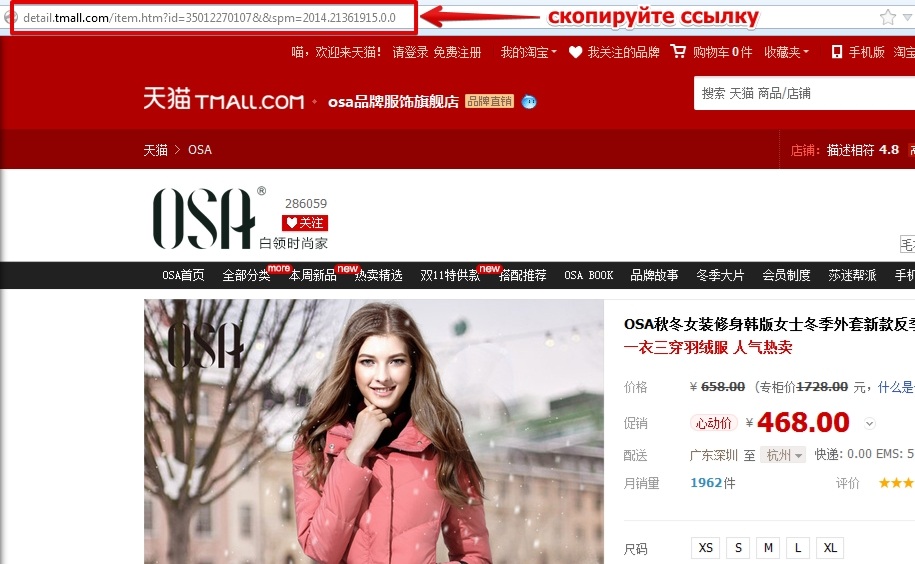 detail.tmall.com/item.htm?id=35012270107&&spm=2014.21361915.0.0
скопируйте ссылку
喵，欢迎来天猫! 请登录 免费注册 我的淘宝 我关注的品牌 购物车 0 件 收藏夹 手机版 淘宝
天猫 TMALL.COM osa品牌服饰旗舰店 品牌直销
搜索 天猫 商品/店铺
天猫 > OSA 店铺: 描述相符 4.8
OSA®
286059
关注
白领时尚家
OSA首页 全部分类 more 本周新品 new 热卖精选 双11特供款 new 搭配推荐 OSA BOOK 品牌故事 冬季大片 会员制度 莎迷帮派 手机
OSA
OSA秋冬女装修身韩版女士冬季外套新款反季
一衣三穿羽绒服 人气热卖
价格 ¥ 658.00 (专柜价1728.00 元, 什么是
促销 心动价 ¥ 468.00
配送 广东深圳 至 杭州 快递: 0.00 EMS: 5
月销量 1962件 评价
尺码 XS S M L XL